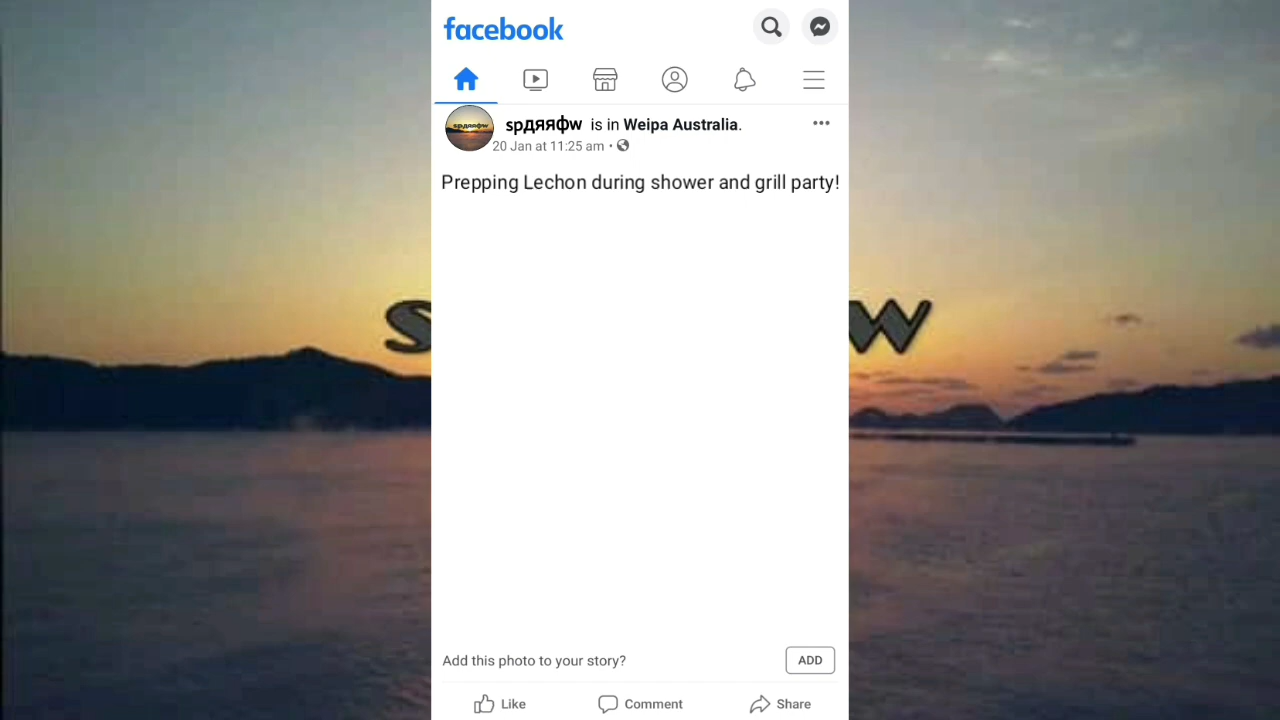 facebook
spдяяфw is in Weipa Australia.
20 Jan at 11:25 am •
Prepping Lechon during shower and grill party!
S
W
Add this photo to your story?
ADD
Like
Comment
Share